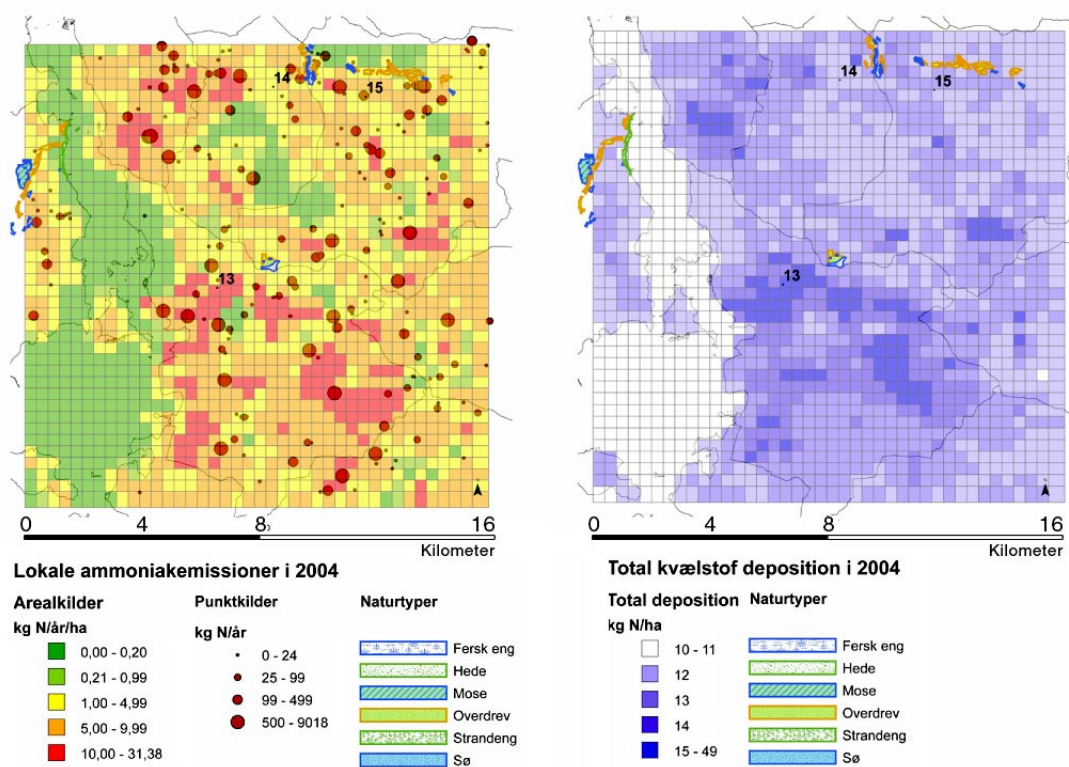 14
15
13
0 4 8 16
Kilometer
Lokale ammoniakemissioner i 2004
Arealkilder
kg N/år/ha
0,00 - 0,20
0,21 - 0,99
1,00 - 4,99
5,00 - 9,99
10,00 - 31,38
Punktkilder
kg N/år
0 - 24
25 - 99
99 - 499
500 - 9018
Naturtyper
Fersk eng
Hede
Mose
Overdrev
Strandeng
Sø
14
15
13
0 4 8 16
Kilometer
Total kvælstof deposition i 2004
Total deposition
kg N/ha
10 - 11
12
13
14
15 - 49
Naturtyper
Fersk eng
Hede
Mose
Overdrev
Strandeng
Sø